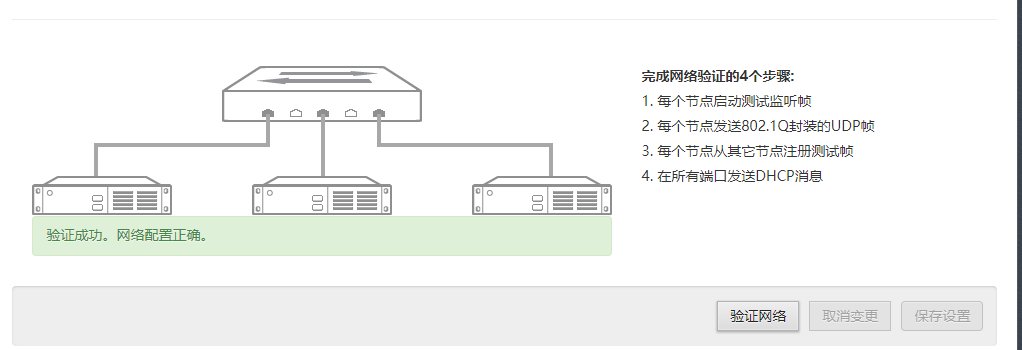 完成网络验证的4个步骤:
1. 每个节点启动测试监听帧
2. 每个节点发送802.1Q封装的UDP帧
3. 每个节点从其它节点注册测试帧
4. 在所有端口发送DHCP消息
验证成功。网络配置正确。
验证网络 取消变更 保存设置